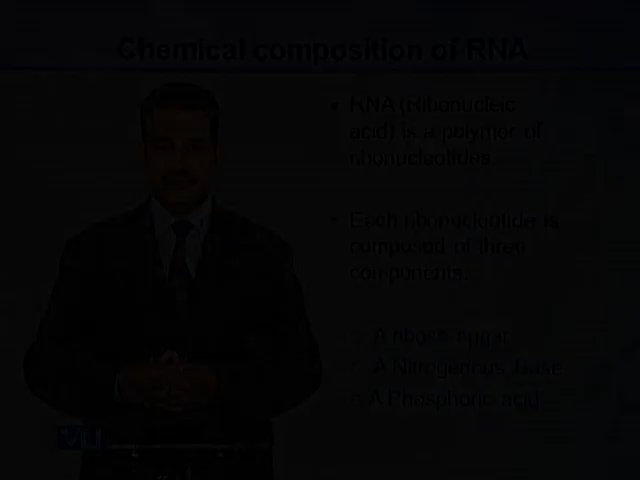 Chemical composition of RNA
• RNA (Ribonucleic
acid) is a polymer of
ribonucleotides
• Each ribonucleotide is
composed of three
components..
A ribose sugar
A Nitrogenous base
A Phosphoric acid
VU